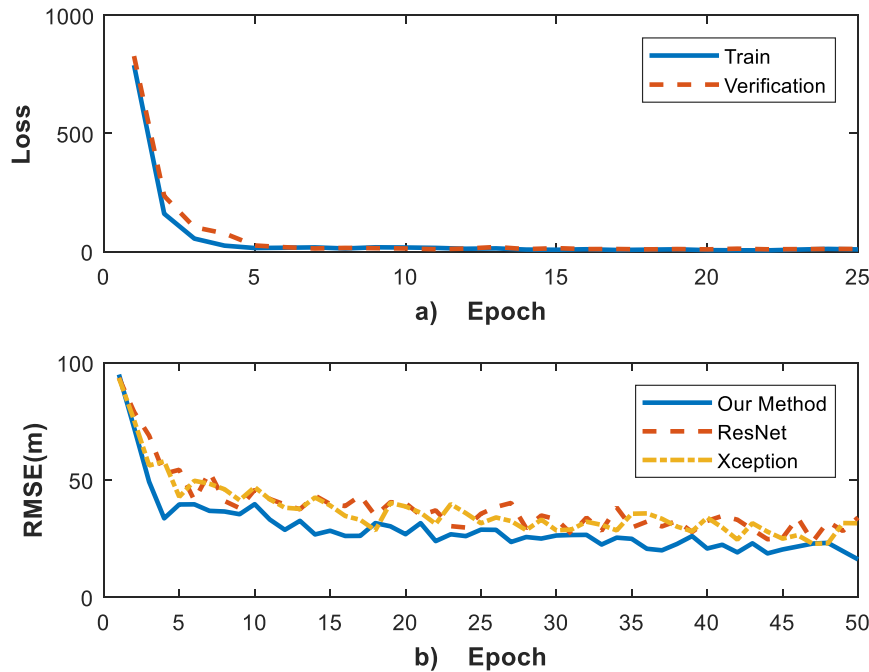 1000
500
0
Loss
Train
Verification
0 5 10 15 20 25
a) Epoch
100
50
0
RMSE(m)
Our Method
ResNet
Xception
0 5 10 15 20 25 30 35 40 45 50
b) Epoch